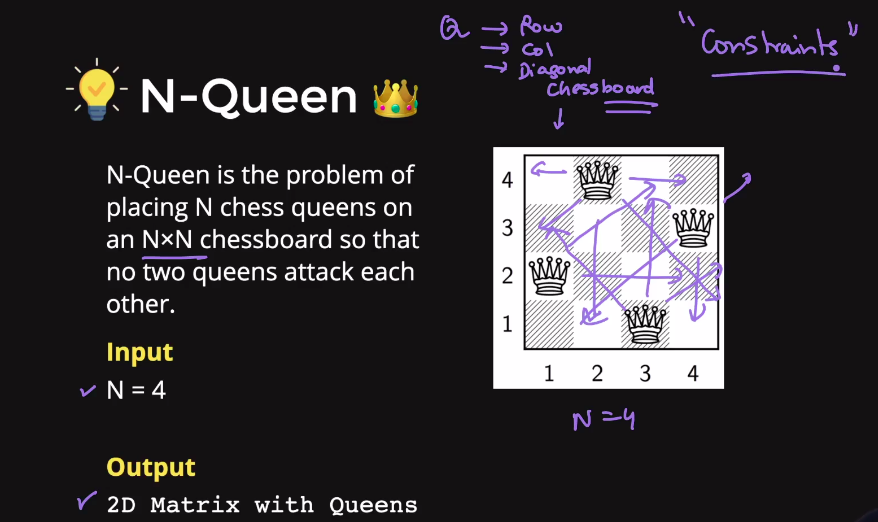 Q → Row
→ Col
→ Diagonal
Chessboard
"Constraints"
N-Queen
N-Queen is the problem of
placing N chess queens on
an N×N chessboard so that
no two queens attack each
other.
Input
✓ N = 4
Output
✓ 2D Matrix with Queens
4
3
2
1
1 2 3 4
N=4